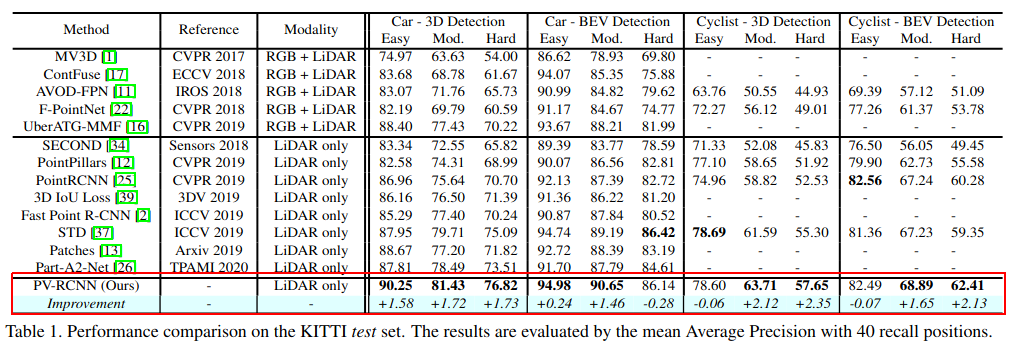 Method Reference Modality Car - 3D Detection Car - BEV Detection Cyclist - 3D Detection Cyclist - BEV Detection
Easy Mod. Hard Easy Mod. Hard Easy Mod. Hard Easy Mod. Hard
MV3D [1] CVPR 2017 RGB + LiDAR 74.97 63.63 54.00 86.62 78.93 69.80 - - - - - -
ContFuse [17] ECCV 2018 RGB + LiDAR 83.68 68.78 61.67 94.07 85.35 75.88 - - - - - -
AVOD-FPN [11] IROS 2018 RGB + LiDAR 83.07 71.76 65.73 90.99 84.82 79.62 63.76 50.55 44.93 69.39 57.12 51.09
F-PointNet [22] CVPR 2018 RGB + LiDAR 82.19 69.79 60.59 91.17 84.67 74.77 72.27 56.12 49.01 77.26 61.37 53.78
UberATG-MMF [16] CVPR 2019 RGB + LiDAR 88.40 77.43 70.22 93.67 88.21 81.99 - - - - - -
SECOND [34] Sensors 2018 LiDAR only 83.34 72.55 65.82 89.39 83.77 78.59 71.33 52.08 45.83 76.50 56.05 49.45
PointPillars [12] CVPR 2019 LiDAR only 82.58 74.31 68.99 90.07 86.56 82.81 77.10 58.65 51.92 79.90 62.73 55.58
PointRCNN [25] CVPR 2019 LiDAR only 86.96 75.64 70.70 92.13 87.39 82.72 74.96 58.82 52.53 82.56 67.24 60.28
3D IoU Loss [39] 3DV 2019 LiDAR only 86.16 76.50 71.39 91.36 86.22 81.20 - - - - - -
Fast Point R-CNN [2] ICCV 2019 LiDAR only 85.29 77.40 70.24 90.87 87.84 80.52 - - - - - -
STD [37] ICCV 2019 LiDAR only 87.95 79.71 75.09 94.74 89.19 86.42 78.69 61.59 55.30 81.36 67.23 59.35
Patches [13] Arxiv 2019 LiDAR only 88.67 77.20 71.82 92.72 88.39 83.19 - - - - - -
Part-A2-Net [26] TPAMI 2020 LiDAR only 87.81 78.49 73.51 91.70 87.79 84.61 - - - - - -
PV-RCNN (Ours) - LiDAR only 90.25 81.43 76.82 94.98 90.65 86.14 78.60 63.71 57.65 82.49 68.89 62.41
Improvement - - +1.58 +1.72 +1.73 +0.24 +1.46 -0.28 -0.06 +2.12 +2.35 -0.07 +1.65 +2.13
Table 1. Performance comparison on the KITTI test set. The results are evaluated by the mean Average Precision with 40 recall positions.